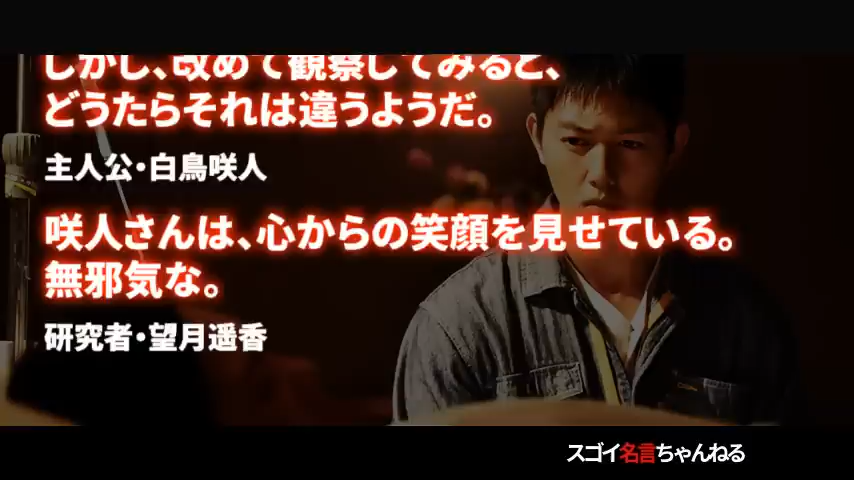 しかし、改めて観察してみると、
どうたらそれは違うようだ。
主人公・白鳥咲人
咲人さんは、心からの笑顔を見せている。
無邪気な。
研究者・望月遥香
スゴイ名言ちゃんねる